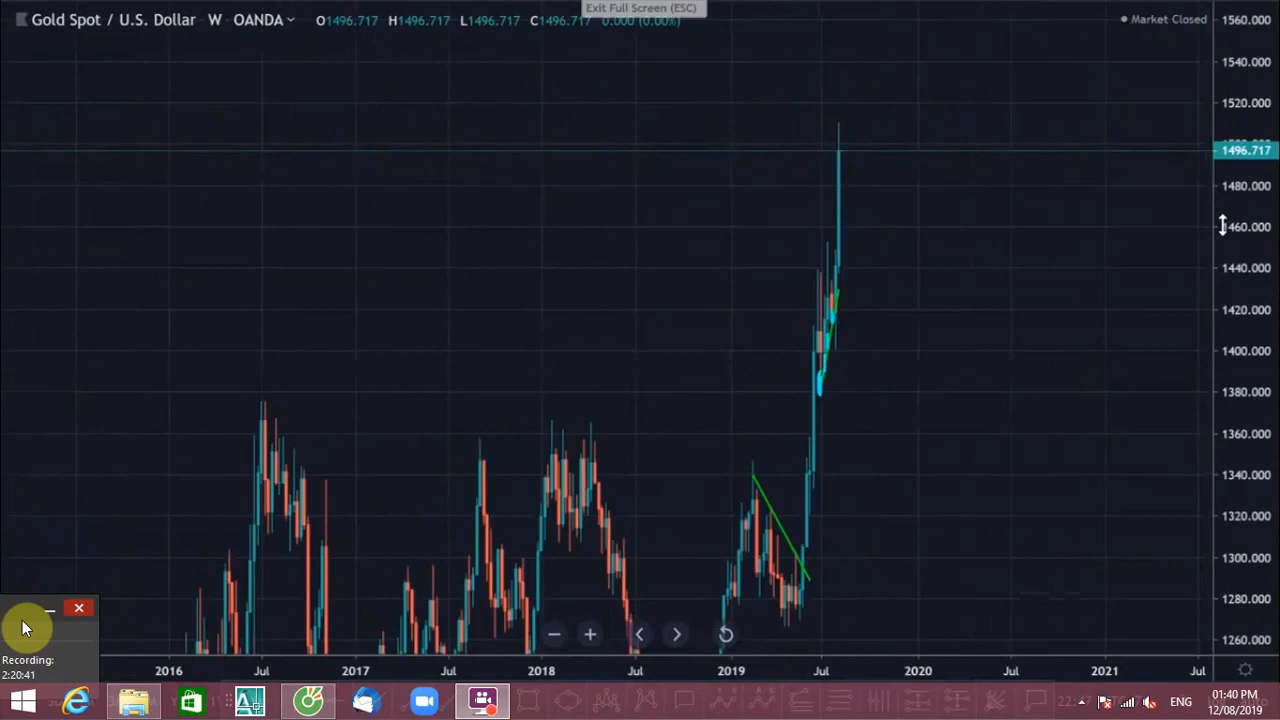 Exit Full Screen (ESC)
Gold Spot / U.S. Dollar W OANDA O1496.717 H1496.717 L1496.717 C1496.717 0.000 (0.00%)
Market Closed
1560.000
1540.000
1520.000
1496.717
1480.000
1460.000
1440.000
1420.000
1400.000
1380.000
1360.000
1340.000
1320.000
1300.000
1280.000
1260.000
Recording:
2:20:41
2016 Jul 2017 Jul 2018 Jul 2019 Jul 2020 Jul 2021 Jul
ENG
01:40 PM
12/08/2019